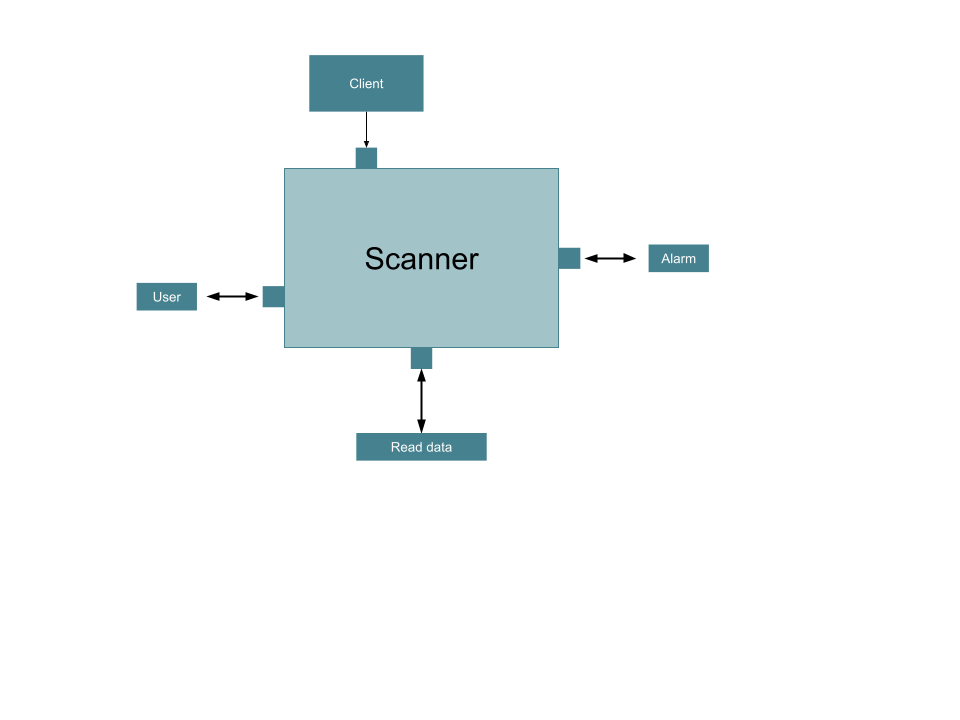 Client
Scanner
Alarm
User
Read data